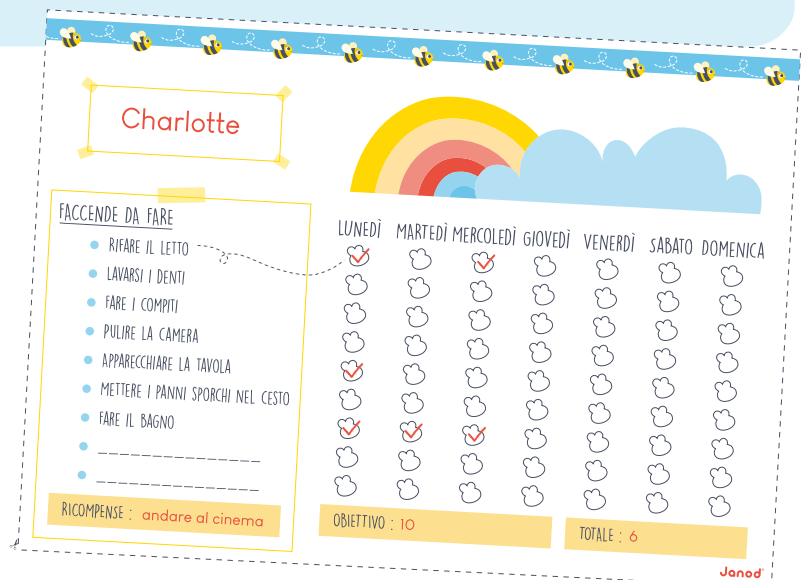 Charlotte
FACCENDE DA FARE
RIFARE IL LETTO
LAVARSI I DENTI
FARE I COMPITI
PULIRE LA CAMERA
APPARECCHIARE LA TAVOLA
METTERE I PANNI SPORCHI NEL CESTO
FARE IL BAGNO
RICOMPENSE : andare al cinema
LUNEDÌ MARTEDÌ MERCOLEDÌ GIOVEDÌ VENERDÌ SABATO DOMENICA
OBIETTIVO : 10
TOTALE : 6
Janod